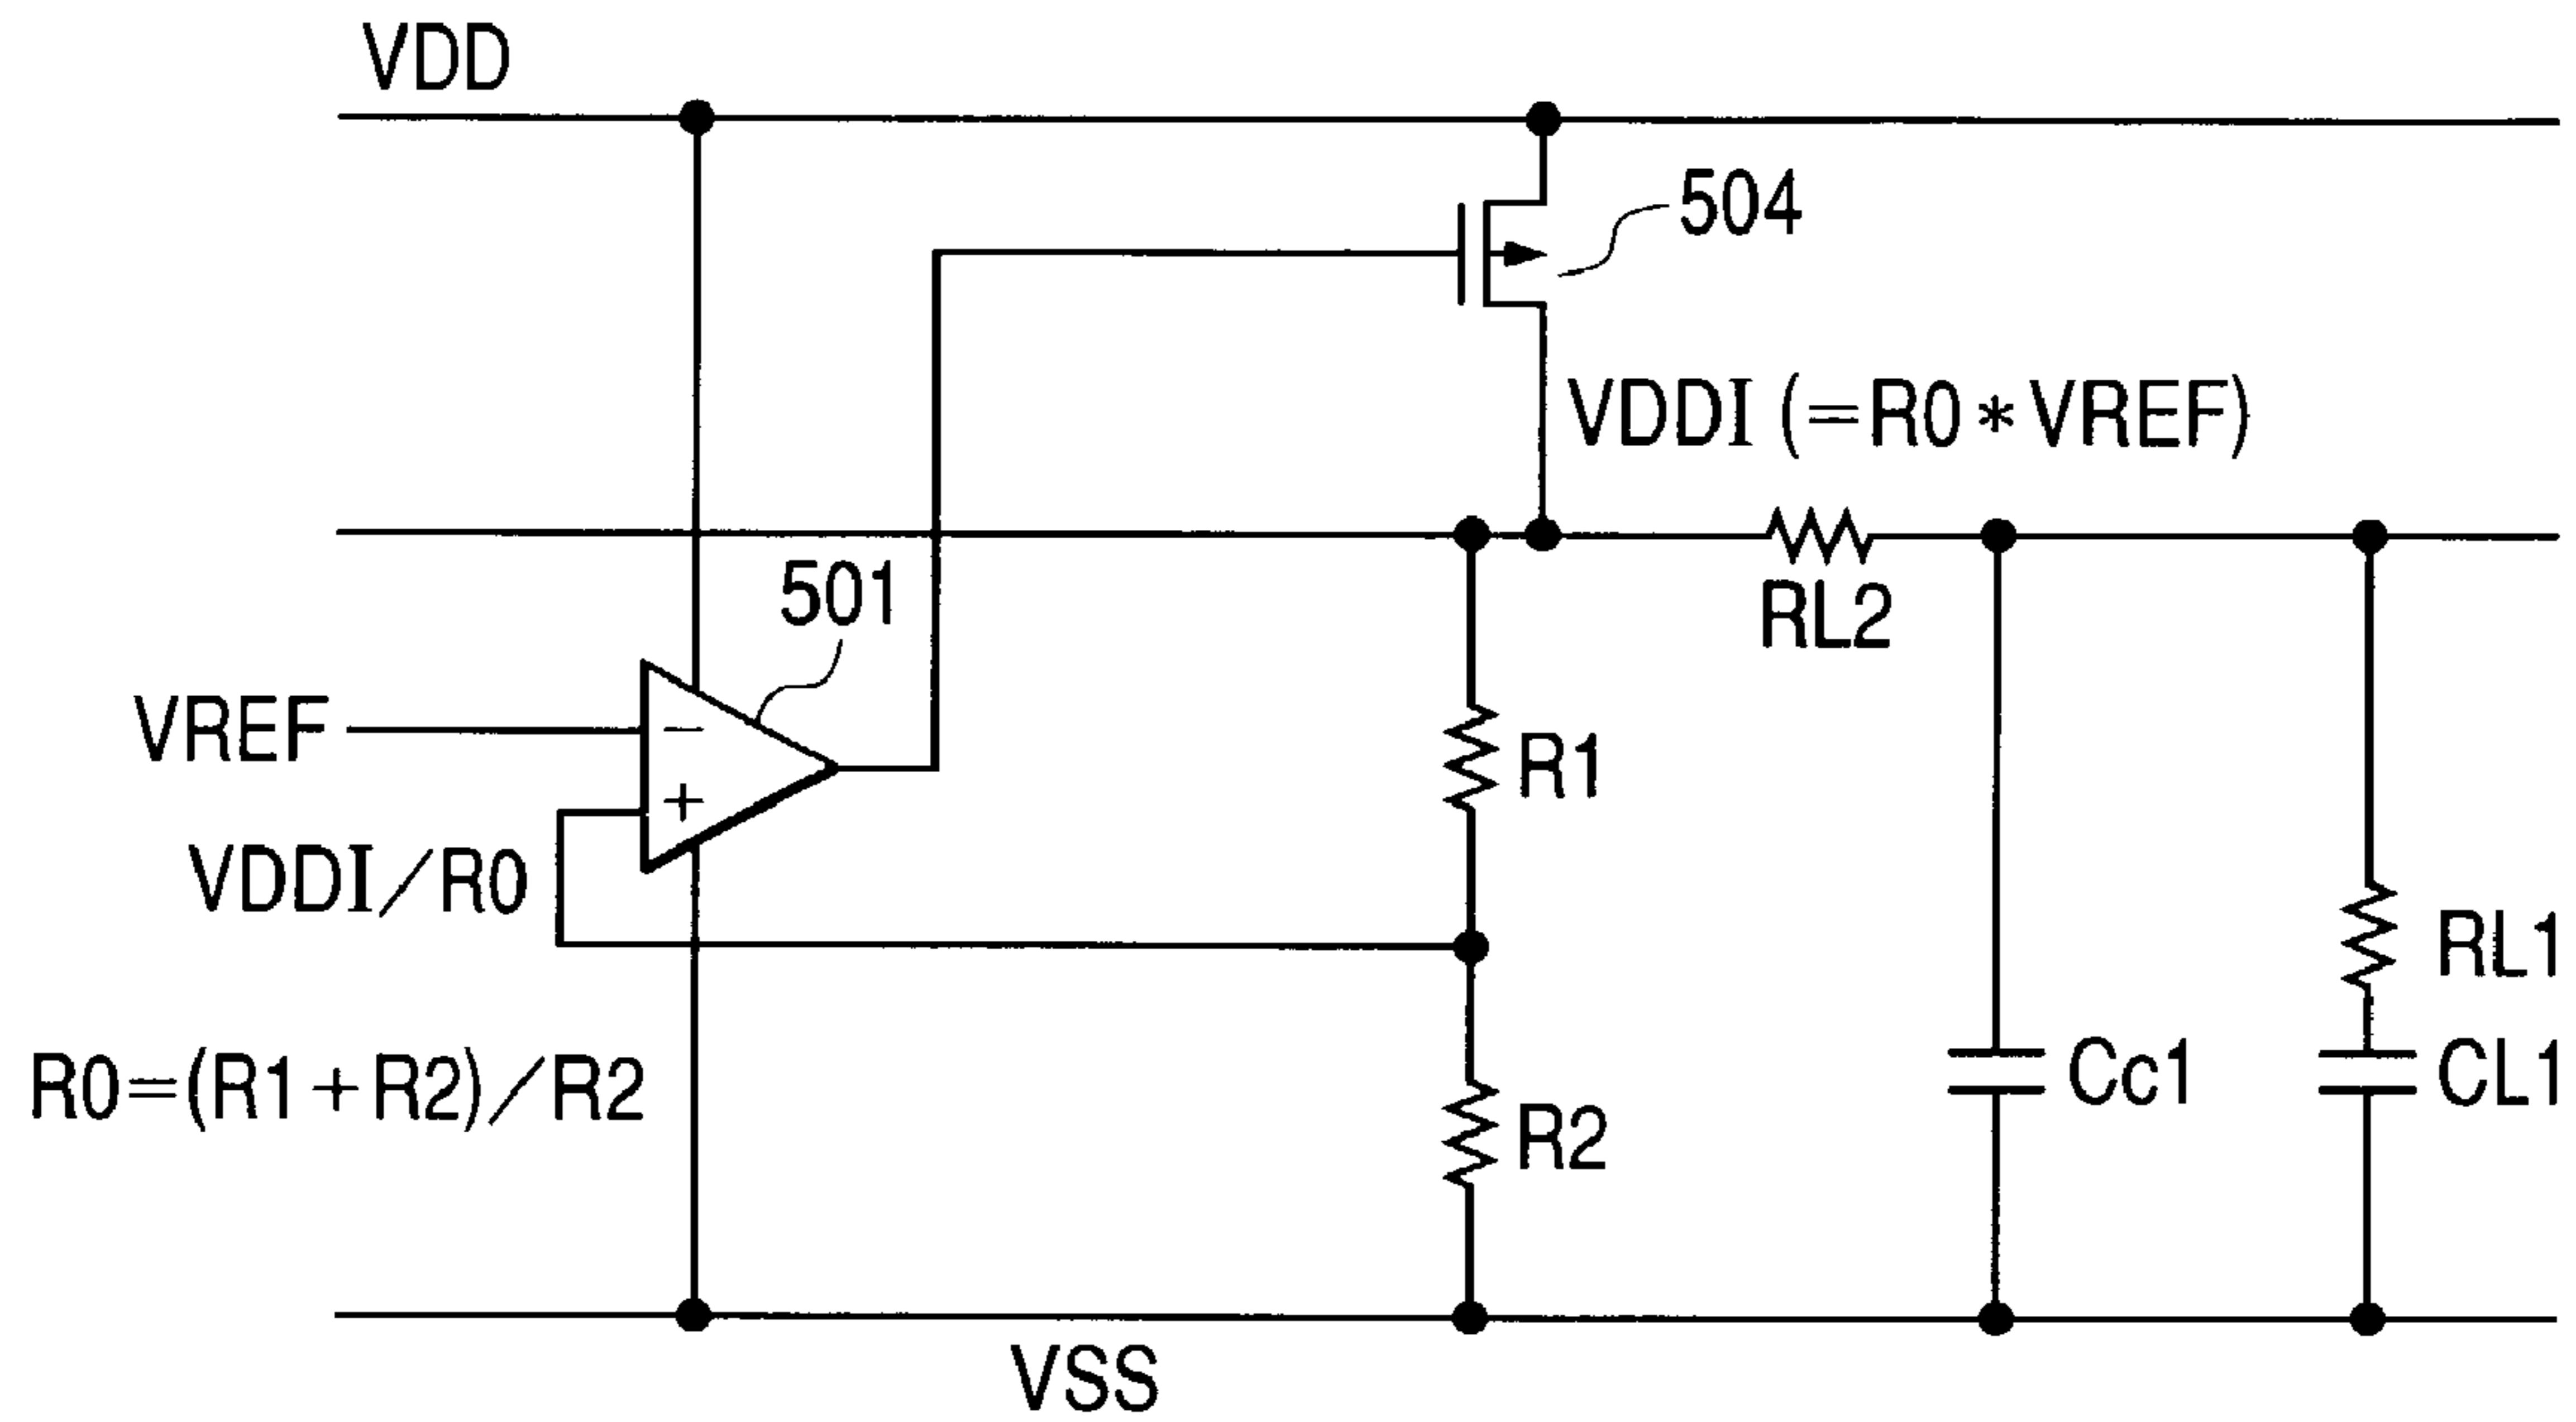 VDD
504
VDDI (=R0*VREF)
501
RL2
VREF
−
+
R1
VDDI/R0
RL1
R0=(R1+R2)/R2
Cc1
CL1
R2
VSS